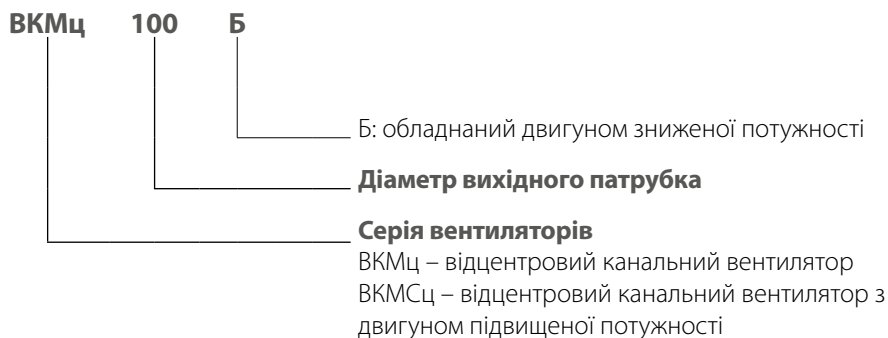 ВКМц 100 Б
Б: обладнаний двигуном зниженої потужності
Діаметр вихідного патрубка
Серія вентиляторів
ВКМц – відцентровий канальний вентилятор
ВКМСц – відцентровий канальний вентилятор з
двигуном підвищеної потужності